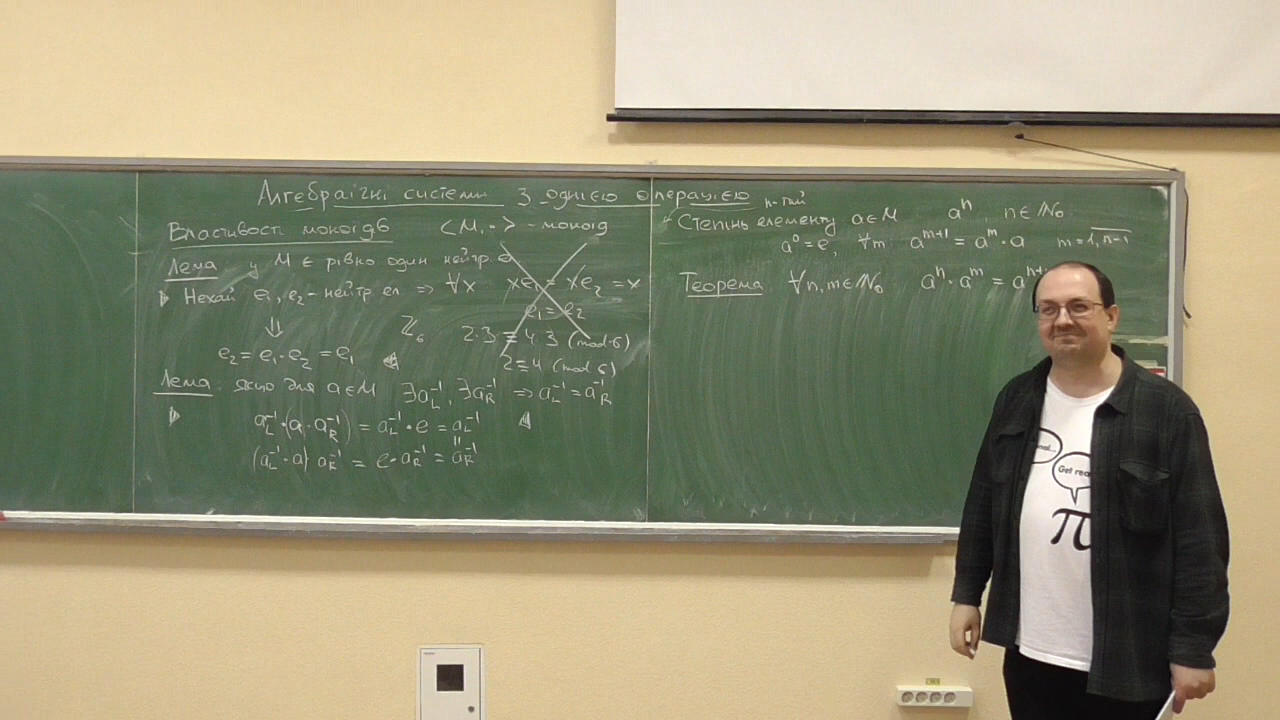 Алгебраїчні системи з однією операцією
Властивості моноїдів <M, ·> - моноїд
Лема у M є рівно один нейтр. е
Нехай e₁, e₂ - нейтр ел ⇒ ∀x xe₁ = xe₂ = x
e₁ = e₂
⇓ ℤ₆ 2·3 ≡ 4·3 (mod 6)
e₂ = e₁·e₂ = e₁ 2 ≡ 4 (mod 6)
Лема якщо для a∈M ∃a_L⁻¹, ∃a_R⁻¹ ⇒ a_L⁻¹ = a_R⁻¹
a_L⁻¹·(a·a_R⁻¹) = a_L⁻¹·e = a_L⁻¹
(a_L⁻¹·a)·a_R⁻¹ = e·a_R⁻¹ = a_R⁻¹
n-тий
Степінь елементу a∈M aⁿ, n∈ℕ₀
a⁰ = e, ∀m aᵐ⁺¹ = aᵐ·a m = 1,n-1
Теорема ∀n,m∈ℕ₀ aⁿ·aᵐ = aⁿ⁺
Get rea
π